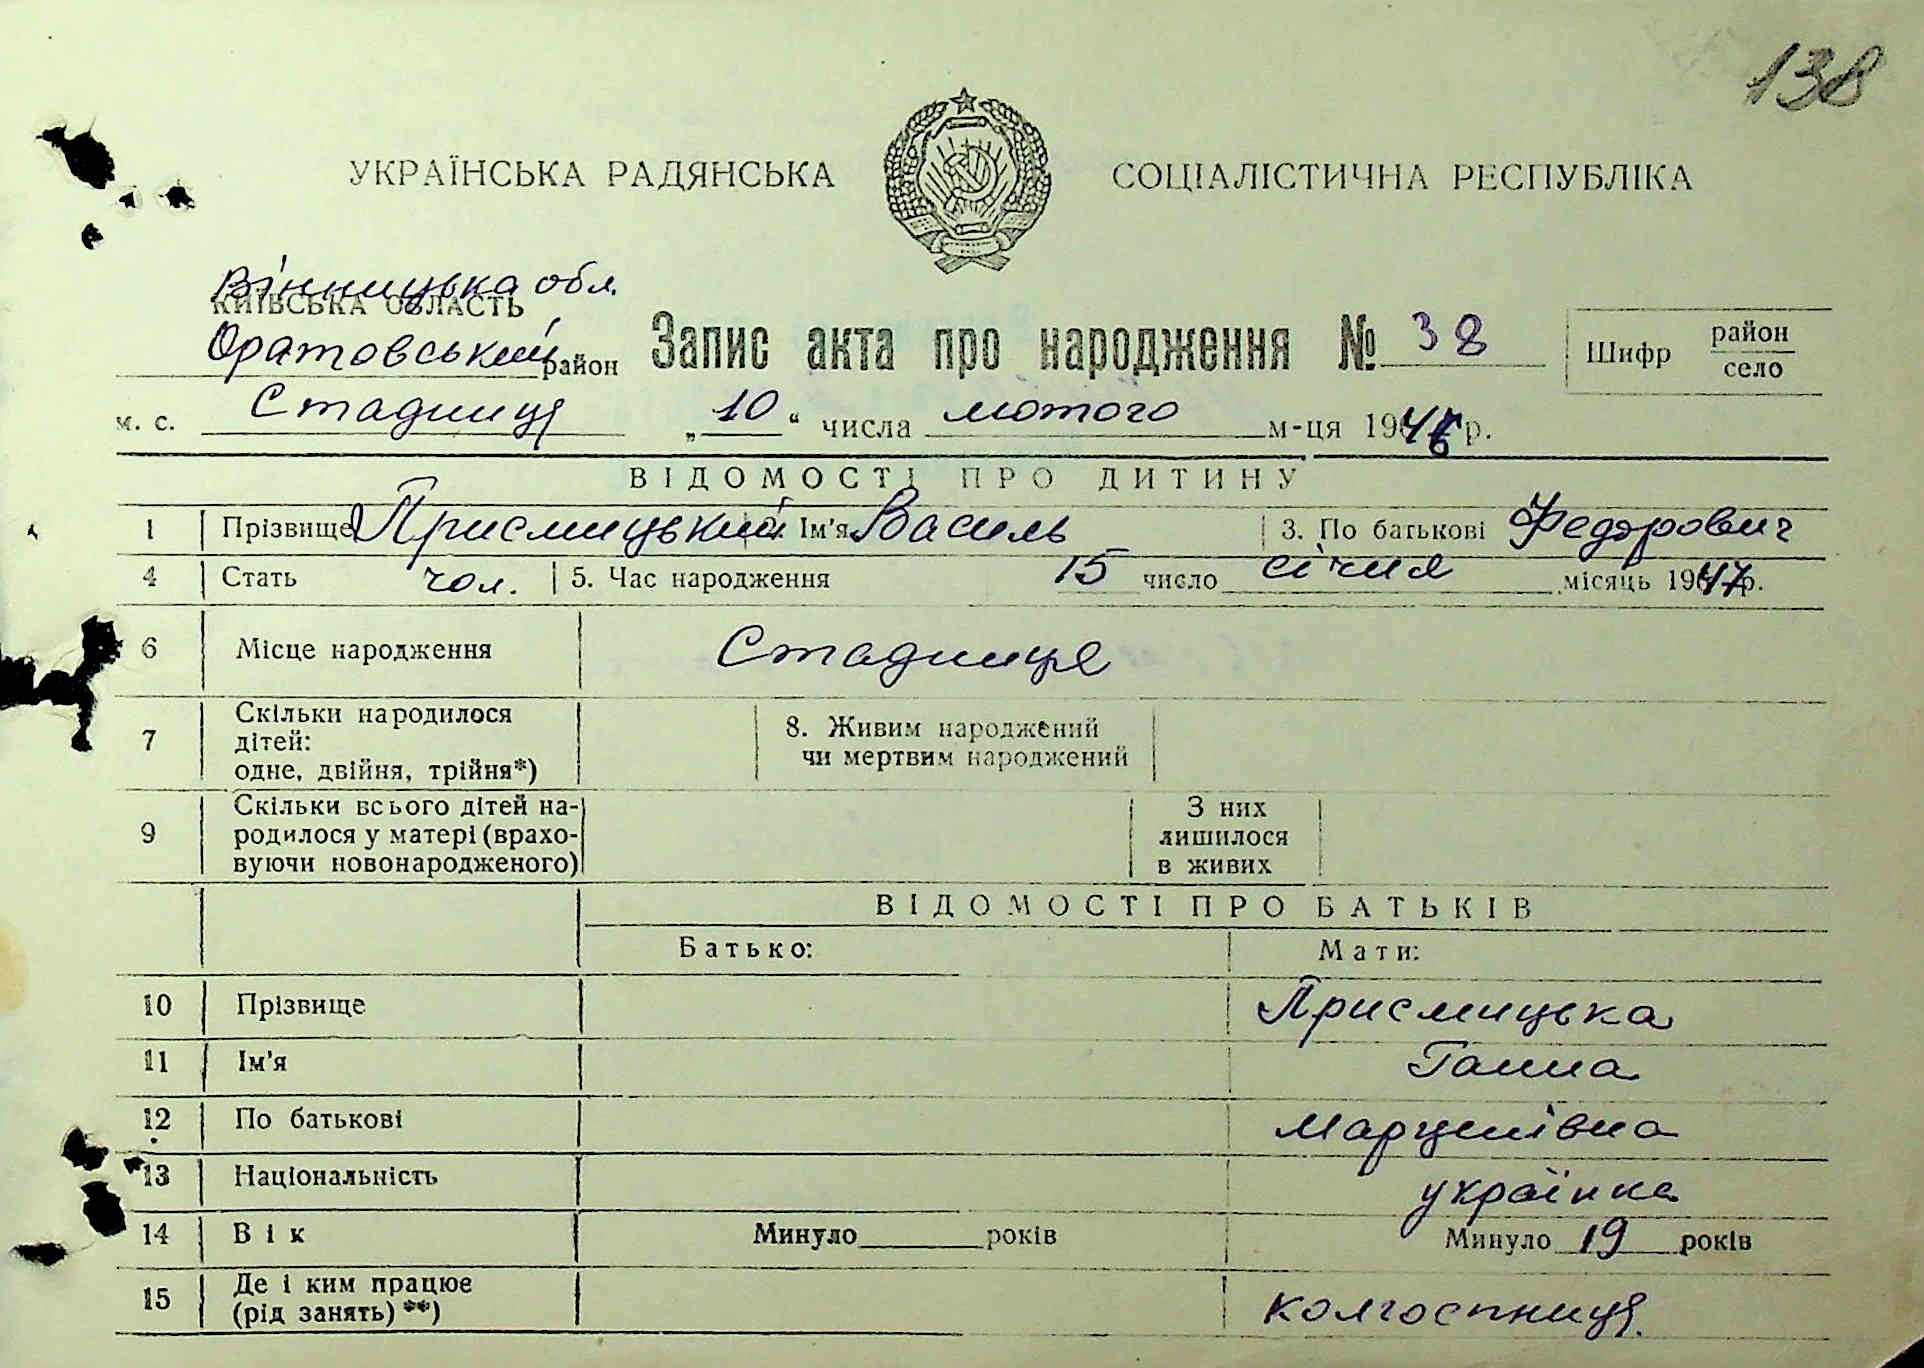 138
УКРАЇНСЬКА РАДЯНСЬКА СОЦІАЛІСТИЧНА РЕСПУБЛІКА
Вінницька обл.
КИЇВСЬКА ОБЛАСТЬ
Оратовський район Запис акта про народження № 38 Шифр район село
м. с. Стадниця „10“ числа лютого м-ця 194 р.
ВІДОМОСТІ ПРО ДИТИНУ
1 Прізвище Присмицький Ім'я Василь 3. По батькові Федорович
4 Стать чол. 5. Час народження 15 число січня місяць 1947 р.
6 Місце народження Стадниця
7 Скільки народилося дітей: одне, двійня, трійня*) 8. Живим народжений чи мертвим народжений
9 Скільки всього дітей народилося у матері (враховуючи новонародженого) З них лишилося в живих
ВІДОМОСТІ ПРО БАТЬКІВ
Батько: Мати:
10 Прізвище Присмицька
11 Ім'я Ганна
12 По батькові Марцинівна
13 Національність українка
14 Вік Минуло років Минуло 19 років
15 Де і ким працює (рід занять) **) колгоспниця.